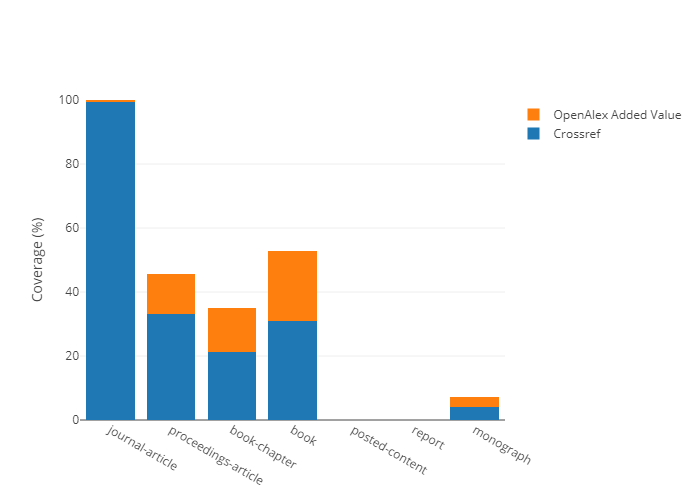 OpenAlex Added Value
Crossref
Coverage (%)
100
80
60
40
20
0
journal-article
proceedings-article
book-chapter
book
posted-content
report
monograph